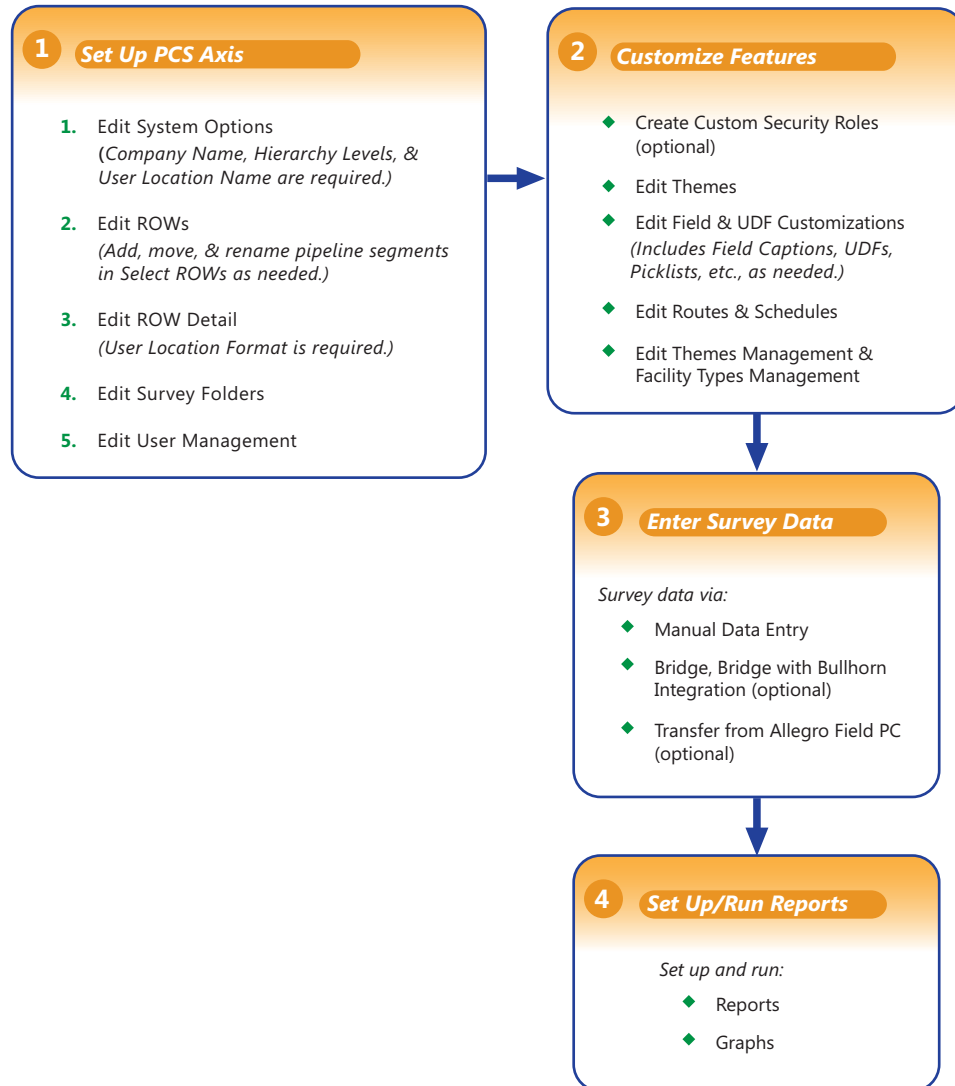 1 Set Up PCS Axis
1. Edit System Options
(Company Name, Hierarchy Levels, &
User Location Name are required.)
2. Edit ROWs
(Add, move, & rename pipeline segments
in Select ROWs as needed.)
3. Edit ROW Detail
(User Location Format is required.)
4. Edit Survey Folders
5. Edit User Management
2 Customize Features
Create Custom Security Roles
(optional)
Edit Themes
Edit Field & UDF Customizations
(Includes Field Captions, UDFs,
Picklists, etc., as needed.)
Edit Routes & Schedules
Edit Themes Management &
Facility Types Management
3 Enter Survey Data
Survey data via:
Manual Data Entry
Bridge, Bridge with Bullhorn
Integration (optional)
Transfer from Allegro Field PC
(optional)
4 Set Up/Run Reports
Set up and run:
Reports
Graphs